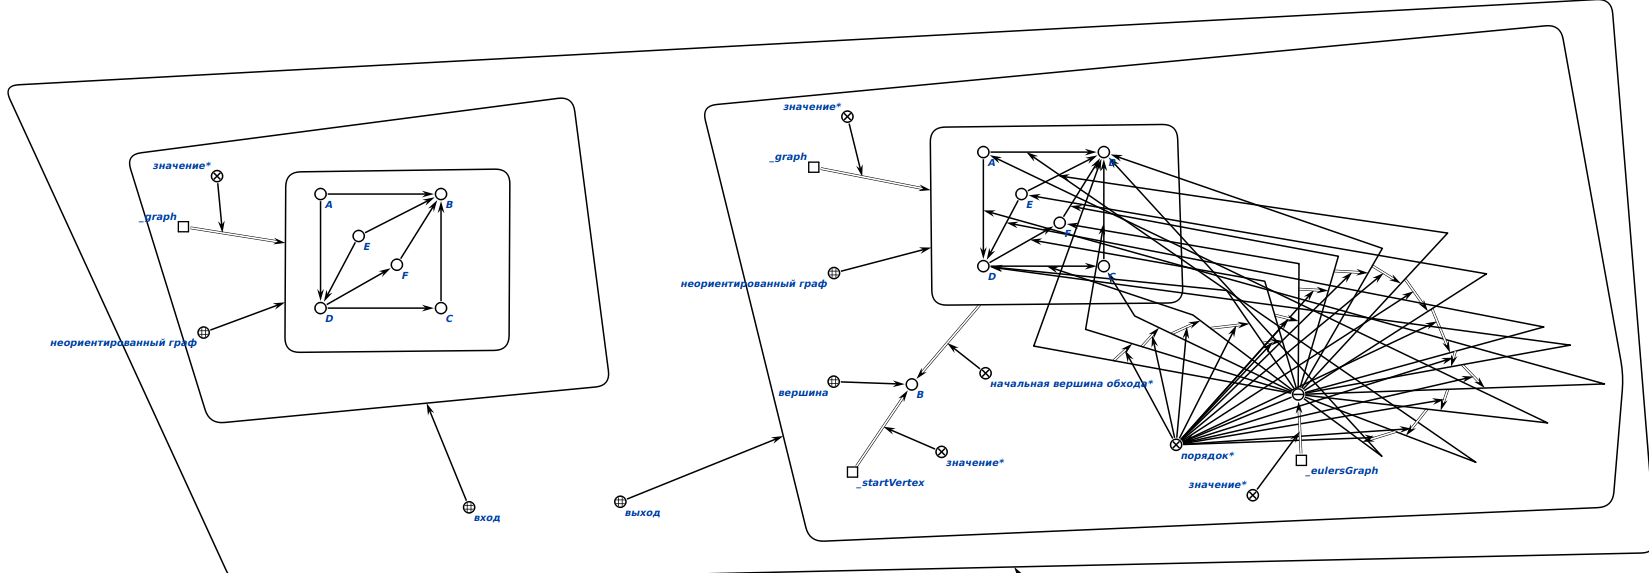 значение*
_graph
A
B
E
F
D
C
неориентированный граф
вход
выход
значение*
_graph
A
B
E
F
D
C
неориентированный граф
вершина
B
начальная вершина обхода*
значение*
_startVertex
порядок*
_eulersGraph
значение*